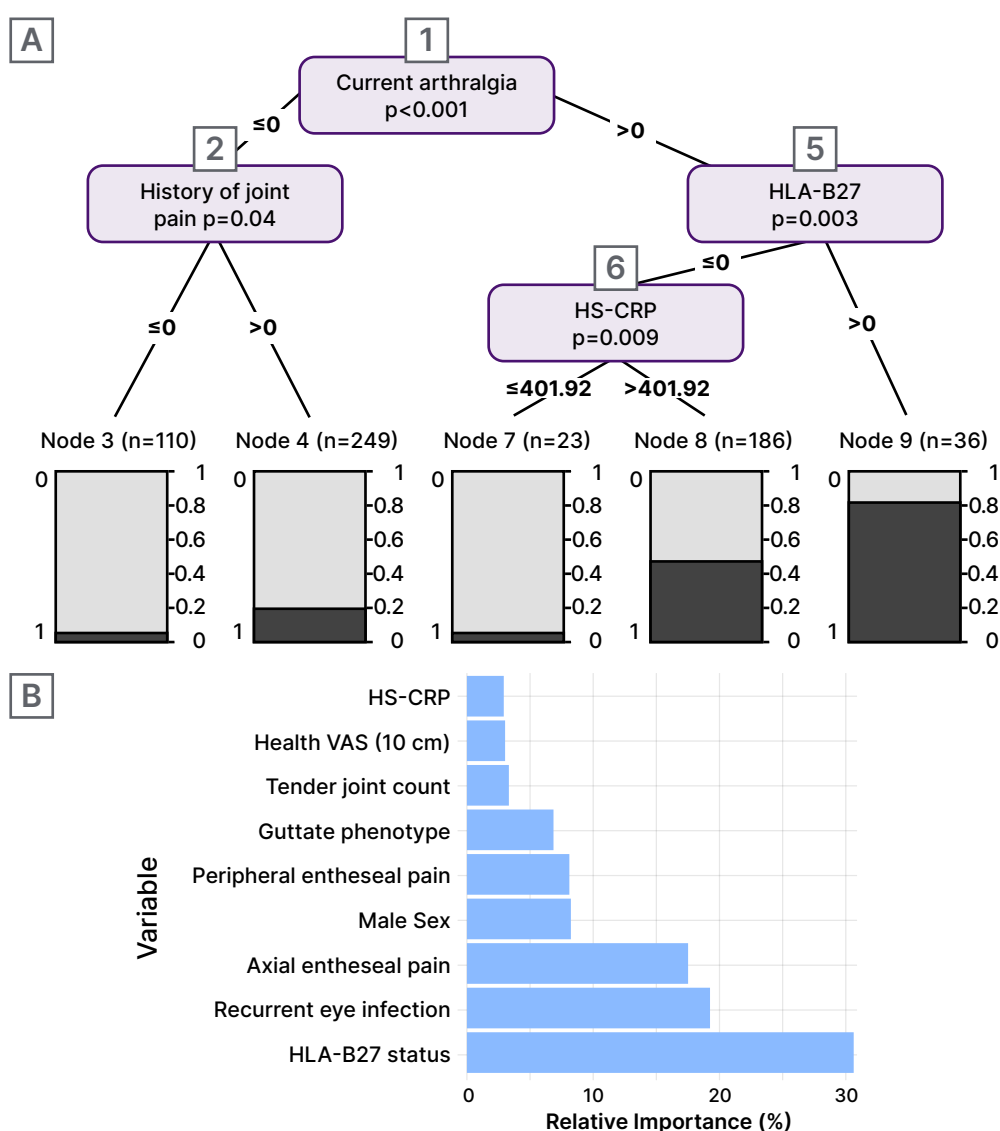 A
1
Current arthralgia
p<0.001
≤0
>0
2
History of joint
pain p=0.04
5
HLA-B27
p=0.003
≤0
>0
6
HS-CRP
p=0.009
≤0
>0
≤401.92
>401.92
Node 3 (n=110)
Node 4 (n=249)
Node 7 (n=23)
Node 8 (n=186)
Node 9 (n=36)
0
1
1
0.8
0.6
0.4
0.2
0
0
1
1
0.8
0.6
0.4
0.2
0
0
1
1
0.8
0.6
0.4
0.2
0
0
1
1
0.8
0.6
0.4
0.2
0
0
1
1
0.8
0.6
0.4
0.2
0
B
Variable
HS-CRP
Health VAS (10 cm)
Tender joint count
Guttate phenotype
Peripheral entheseal pain
Male Sex
Axial entheseal pain
Recurrent eye infection
HLA-B27 status
0
10
20
30
Relative Importance (%)